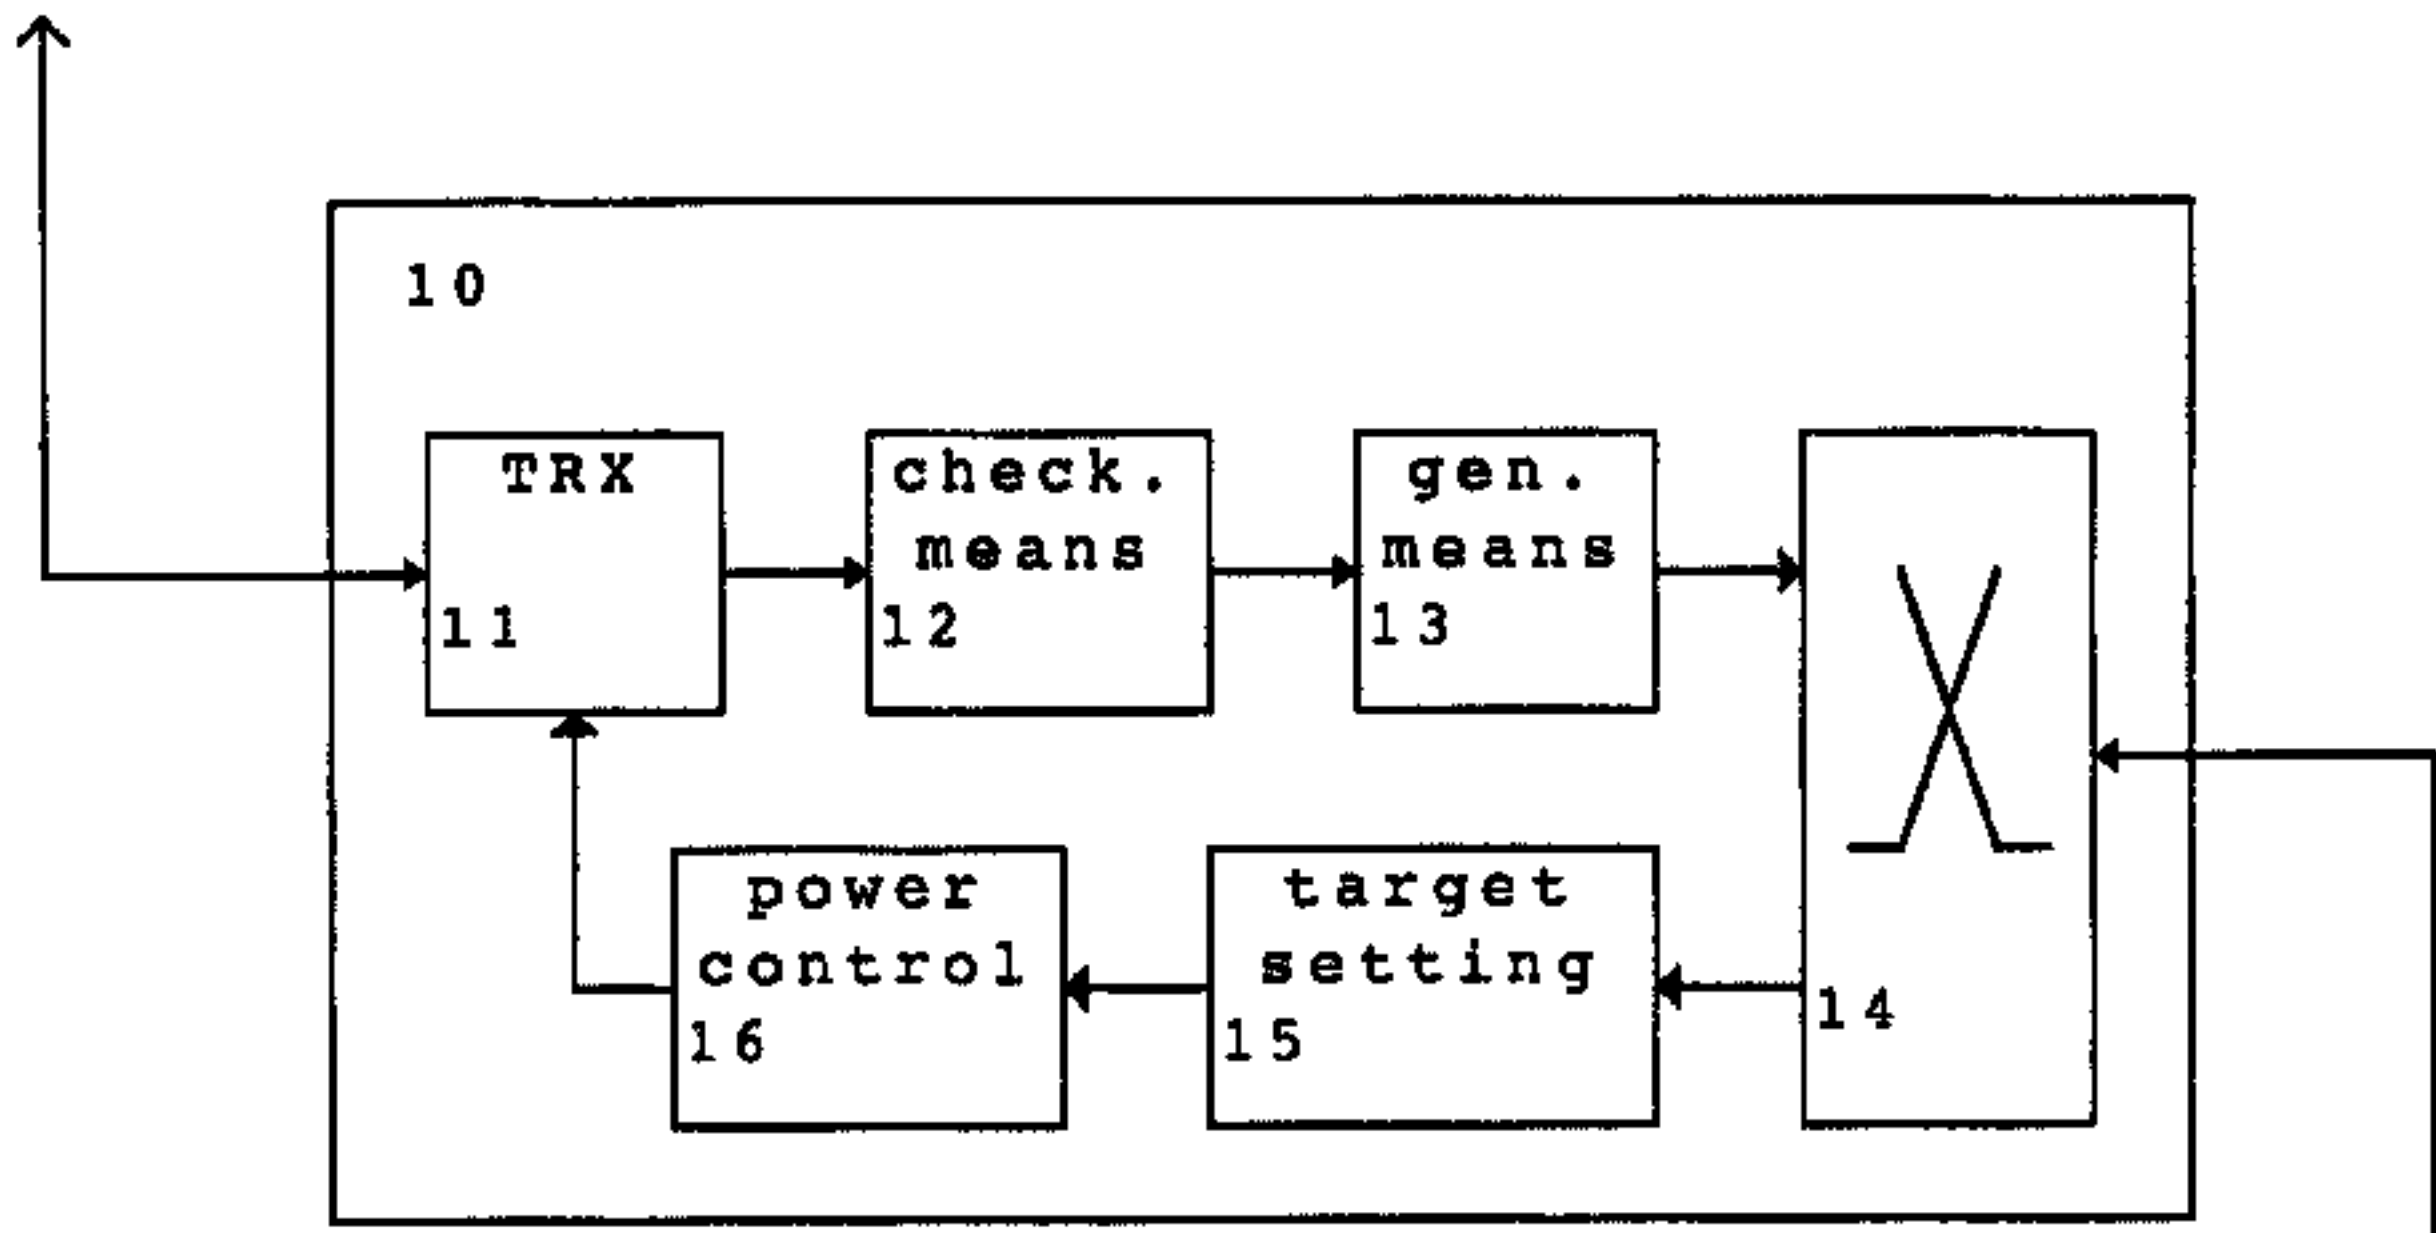 10
TRX
11
check.
means
12
gen.
means
13
14
power
control
16
target
setting
15